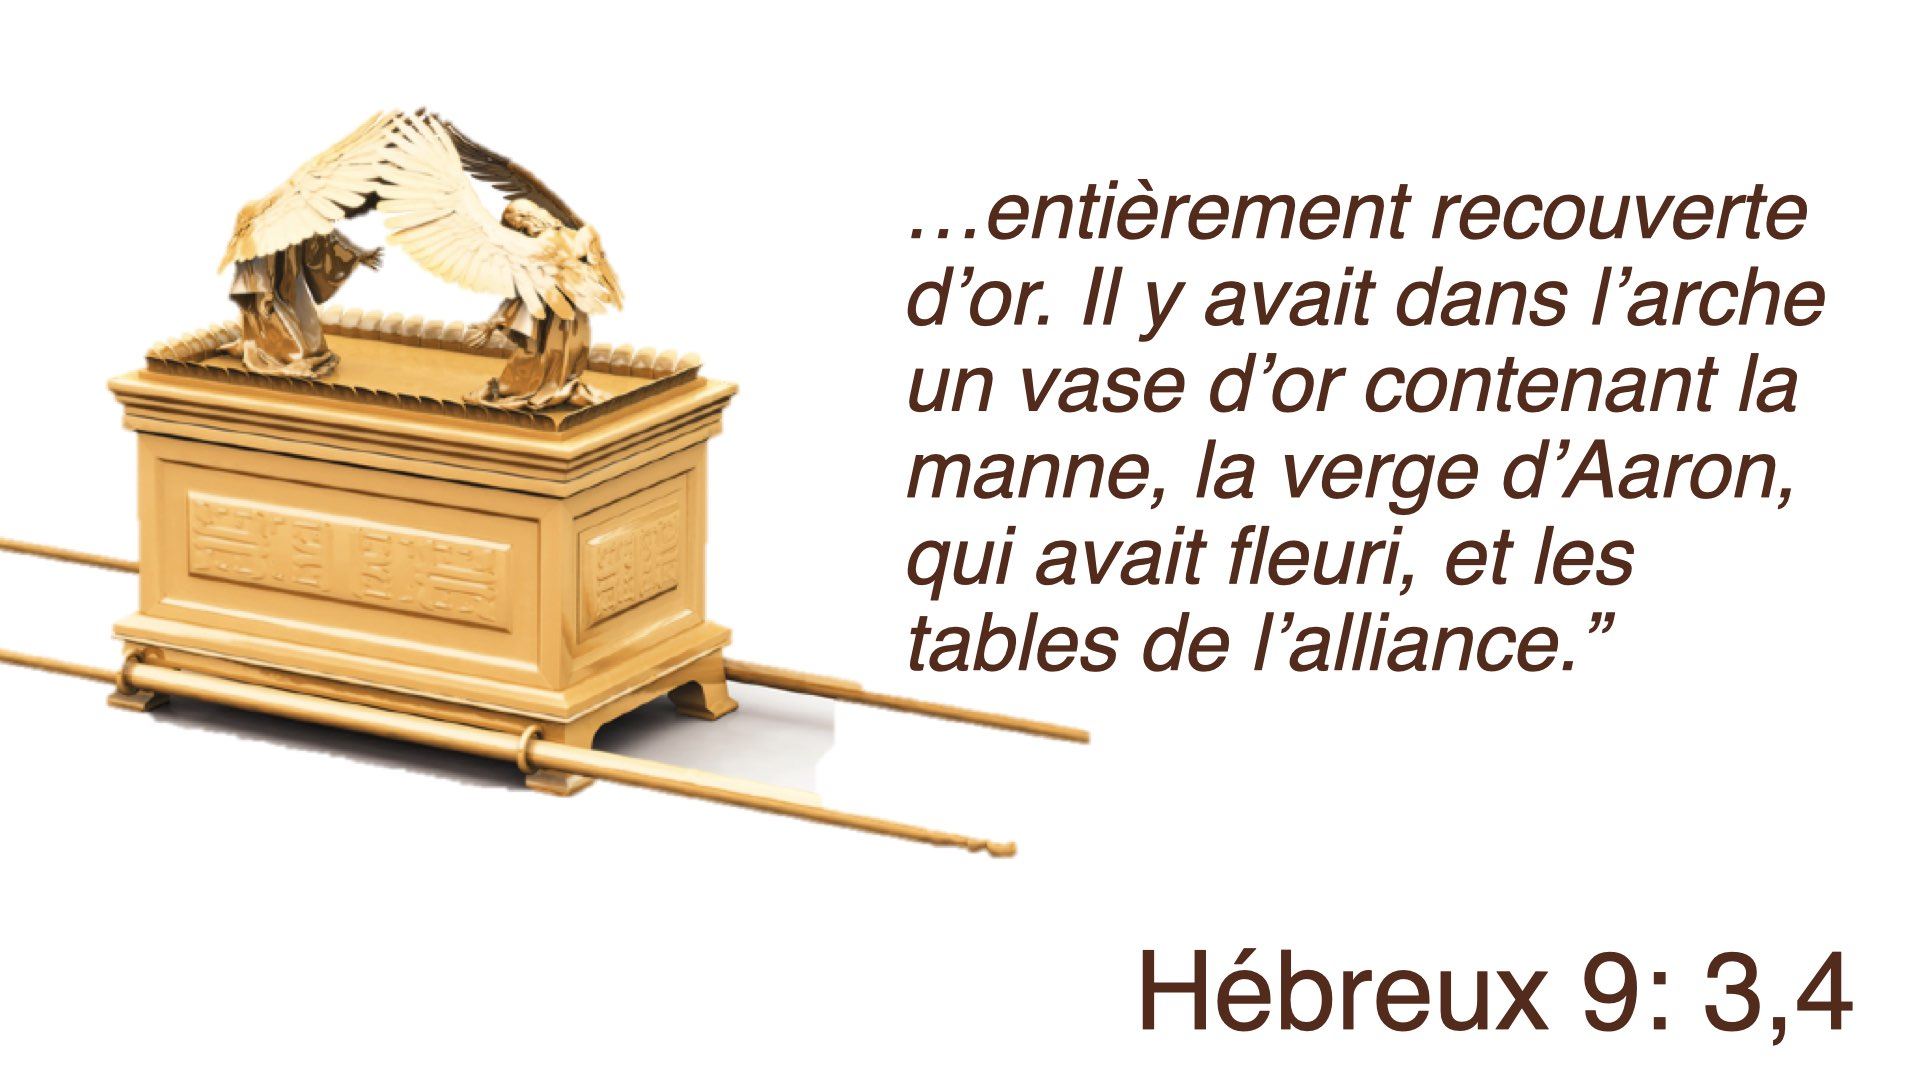 …entièrement recouverte
d’or. Il y avait dans l’arche
un vase d’or contenant la
manne, la verge d’Aaron,
qui avait fleuri, et les
tables de l’alliance.”
Hébreux 9: 3,4